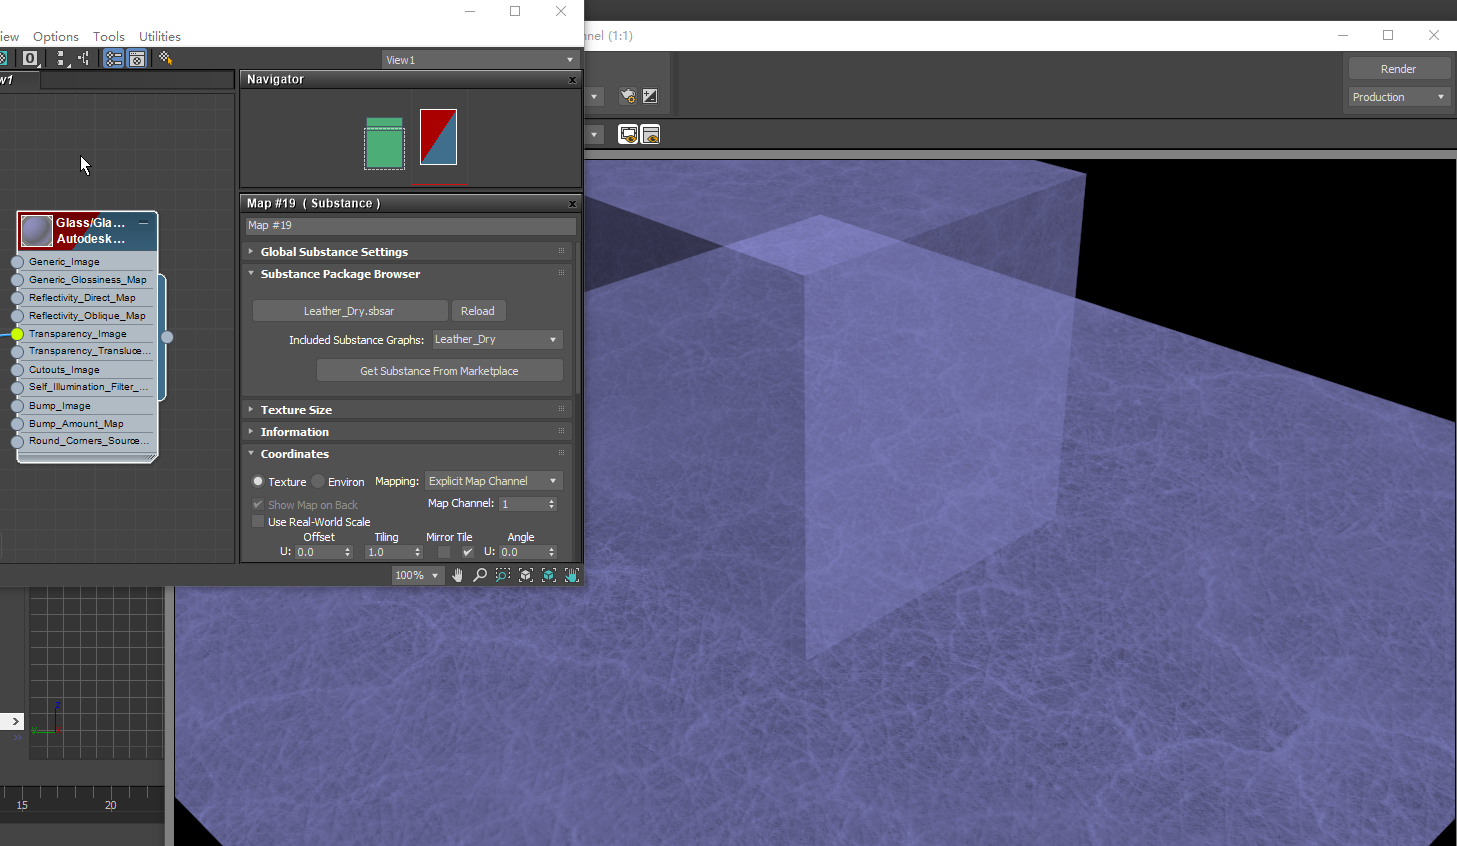 iew Options Tools Utilities
nnel (1:1)
Render
Production
View1
w1
Navigator
Map #19 ( Substance )
Map #19
Global Substance Settings
Substance Package Browser
Leather_Dry.sbsar
Reload
Included Substance Graphs:
Leather_Dry
Get Substance From Marketplace
Texture Size
Information
Coordinates
Texture
Environ
Mapping:
Explicit Map Channel
Show Map on Back
Map Channel:
1
Use Real-World Scale
Offset
Tiling
Mirror Tile
Angle
U:
0.0
1.0
U:
0.0
100%
Glass/Gla...
Autodesk...
Generic_Image
Generic_Glossiness_Map
Reflectivity_Direct_Map
Reflectivity_Oblique_Map
Transparency_Image
Transparency_Transluce...
Cutouts_Image
Self_Illumination_Filter_...
Bump_Image
Bump_Amount_Map
Round_Corners_Source...
15
20